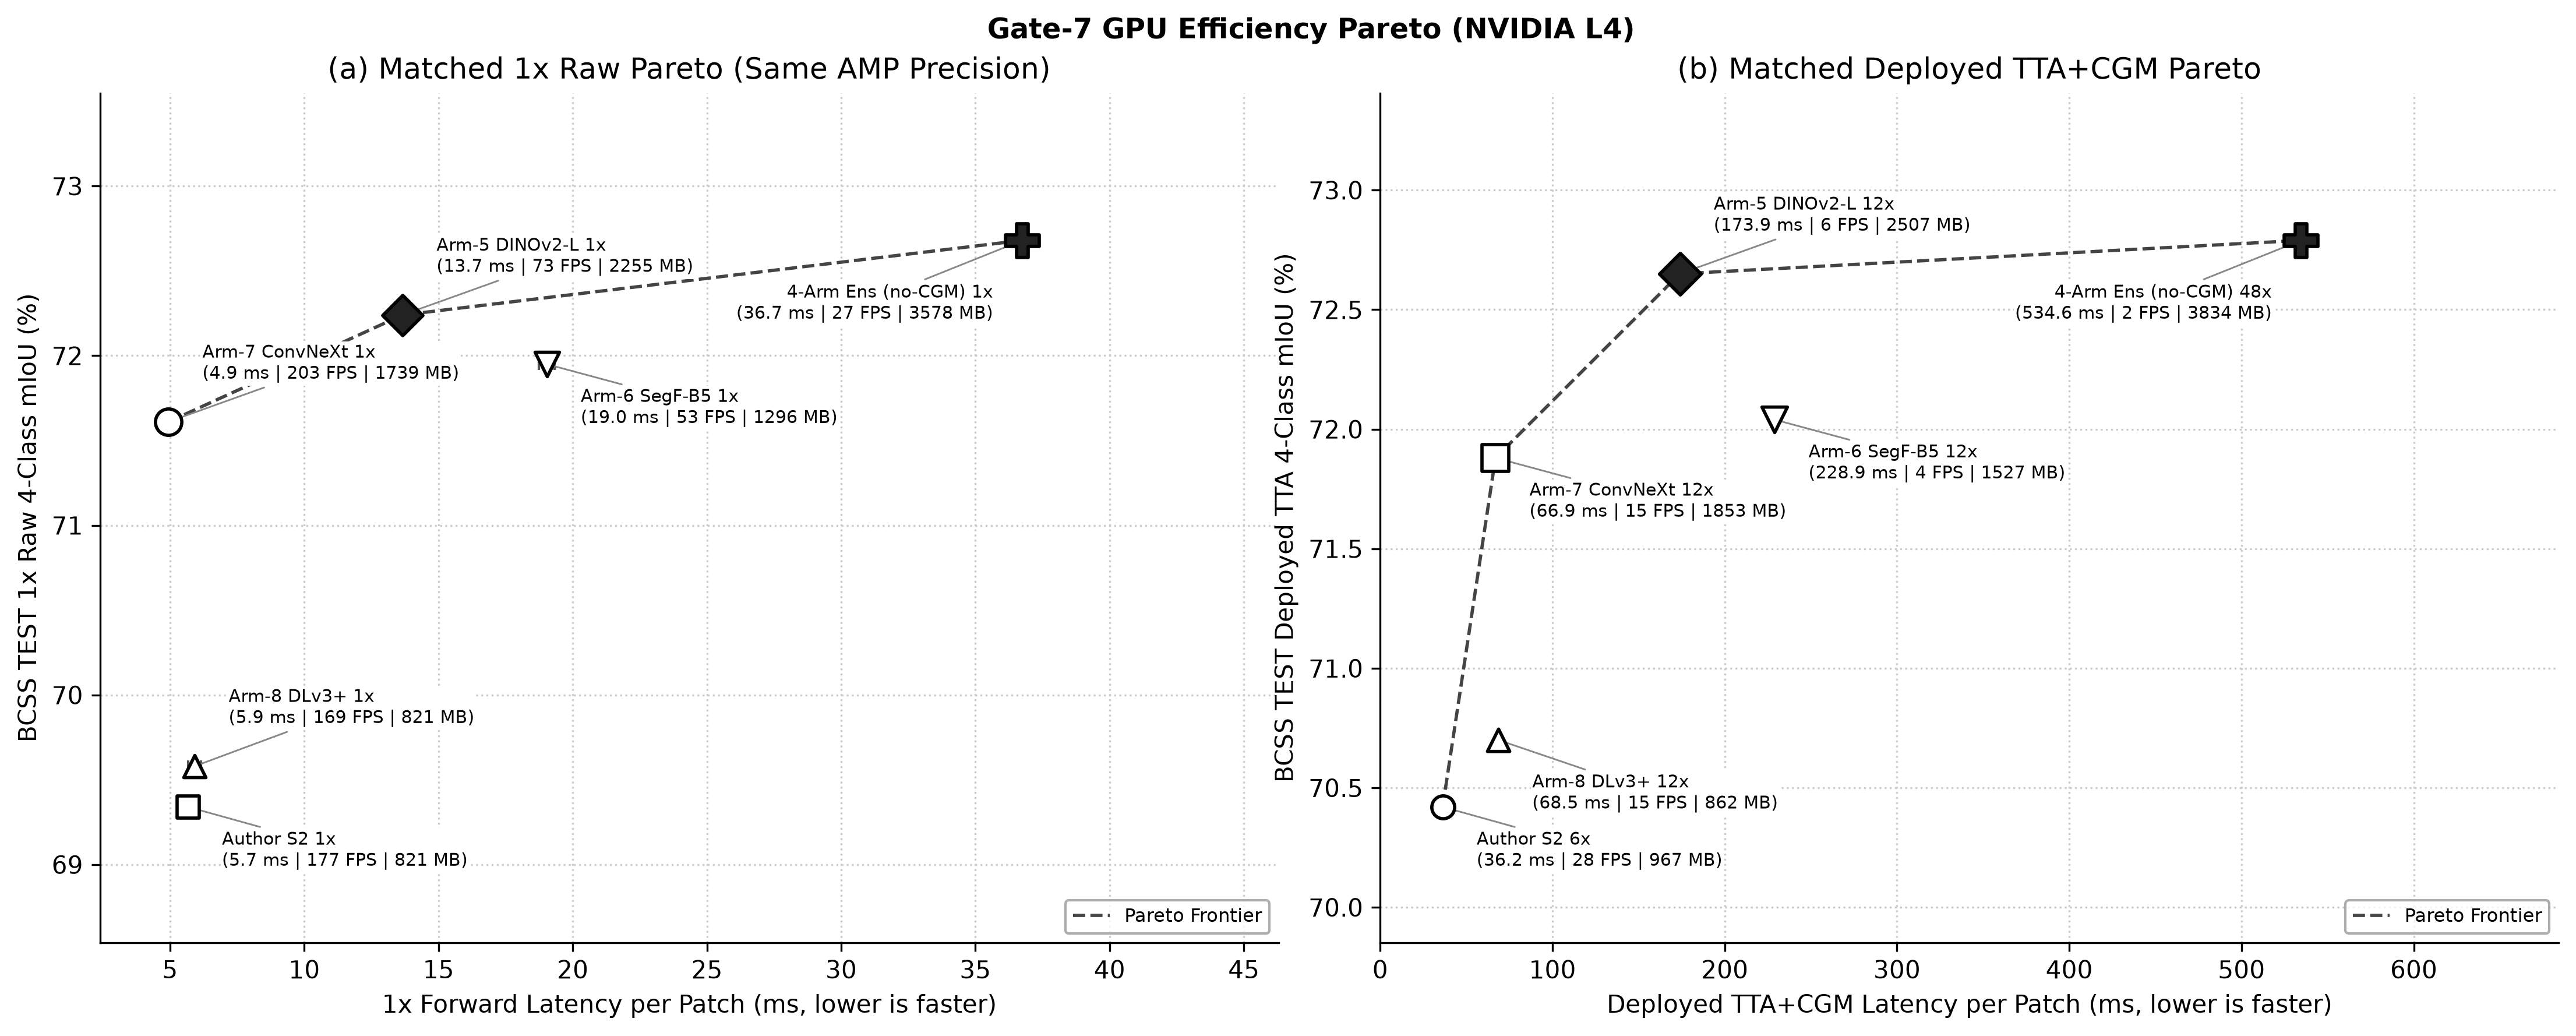 Gate-7 GPU Efficiency Pareto (NVIDIA L4)
(a) Matched 1x Raw Pareto (Same AMP Precision)
BCSS TEST 1x Raw 4-Class mIoU (%)
73
72
71
70
69
Arm-5 DINOv2-L 1x
(13.7 ms | 73 FPS | 2255 MB)
4-Arm Ens (no-CGM) 1x
(36.7 ms | 27 FPS | 3578 MB)
Arm-7 ConvNeXt 1x
(4.9 ms | 203 FPS | 1739 MB)
Arm-6 SegF-B5 1x
(19.0 ms | 53 FPS | 1296 MB)
Arm-8 DLv3+ 1x
(5.9 ms | 169 FPS | 821 MB)
Author S2 1x
(5.7 ms | 177 FPS | 821 MB)
Pareto Frontier
5 10 15 20 25 30 35 40 45
1x Forward Latency per Patch (ms, lower is faster)
(b) Matched Deployed TTA+CGM Pareto
BCSS TEST Deployed TTA 4-Class mIoU (%)
73.0
72.5
72.0
71.5
71.0
70.5
70.0
Arm-5 DINOv2-L 12x
(173.9 ms | 6 FPS | 2507 MB)
4-Arm Ens (no-CGM) 48x
(534.6 ms | 2 FPS | 3834 MB)
Arm-6 SegF-B5 12x
(228.9 ms | 4 FPS | 1527 MB)
Arm-7 ConvNeXt 12x
(66.9 ms | 15 FPS | 1853 MB)
Arm-8 DLv3+ 12x
(68.5 ms | 15 FPS | 862 MB)
Author S2 6x
(36.2 ms | 28 FPS | 967 MB)
Pareto Frontier
0 100 200 300 400 500 600
Deployed TTA+CGM Latency per Patch (ms, lower is faster)